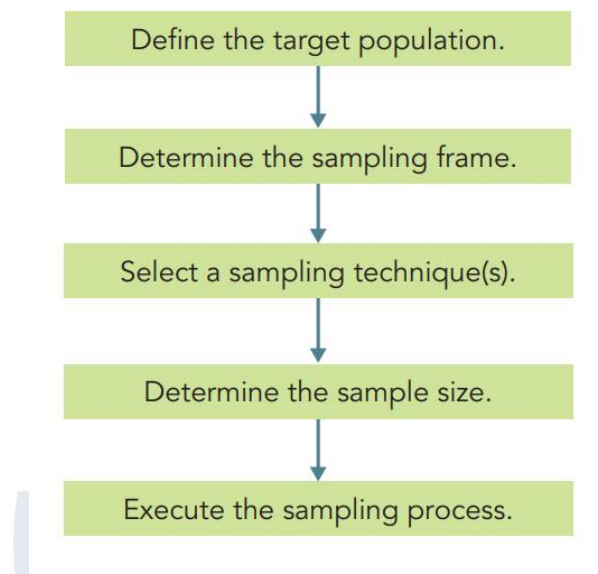 Define the target population.
Determine the sampling frame.
Select a sampling technique(s).
Determine the sample size.
Execute the sampling process.